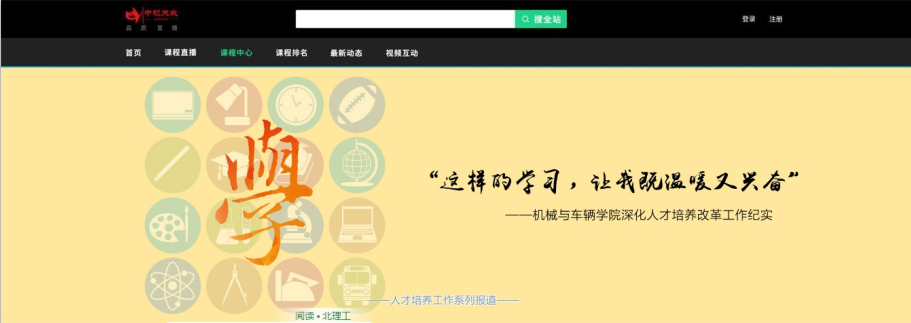 搜全站
登录 注册
首页 课程直播 课程中心 课程排名 最新动态 视频互动
學
“这样的学习，让我既温暖又兴奋”
——机械与车辆学院深化人才培养改革工作纪实
——人才培养工作系列报道——
阅读 • 北理工